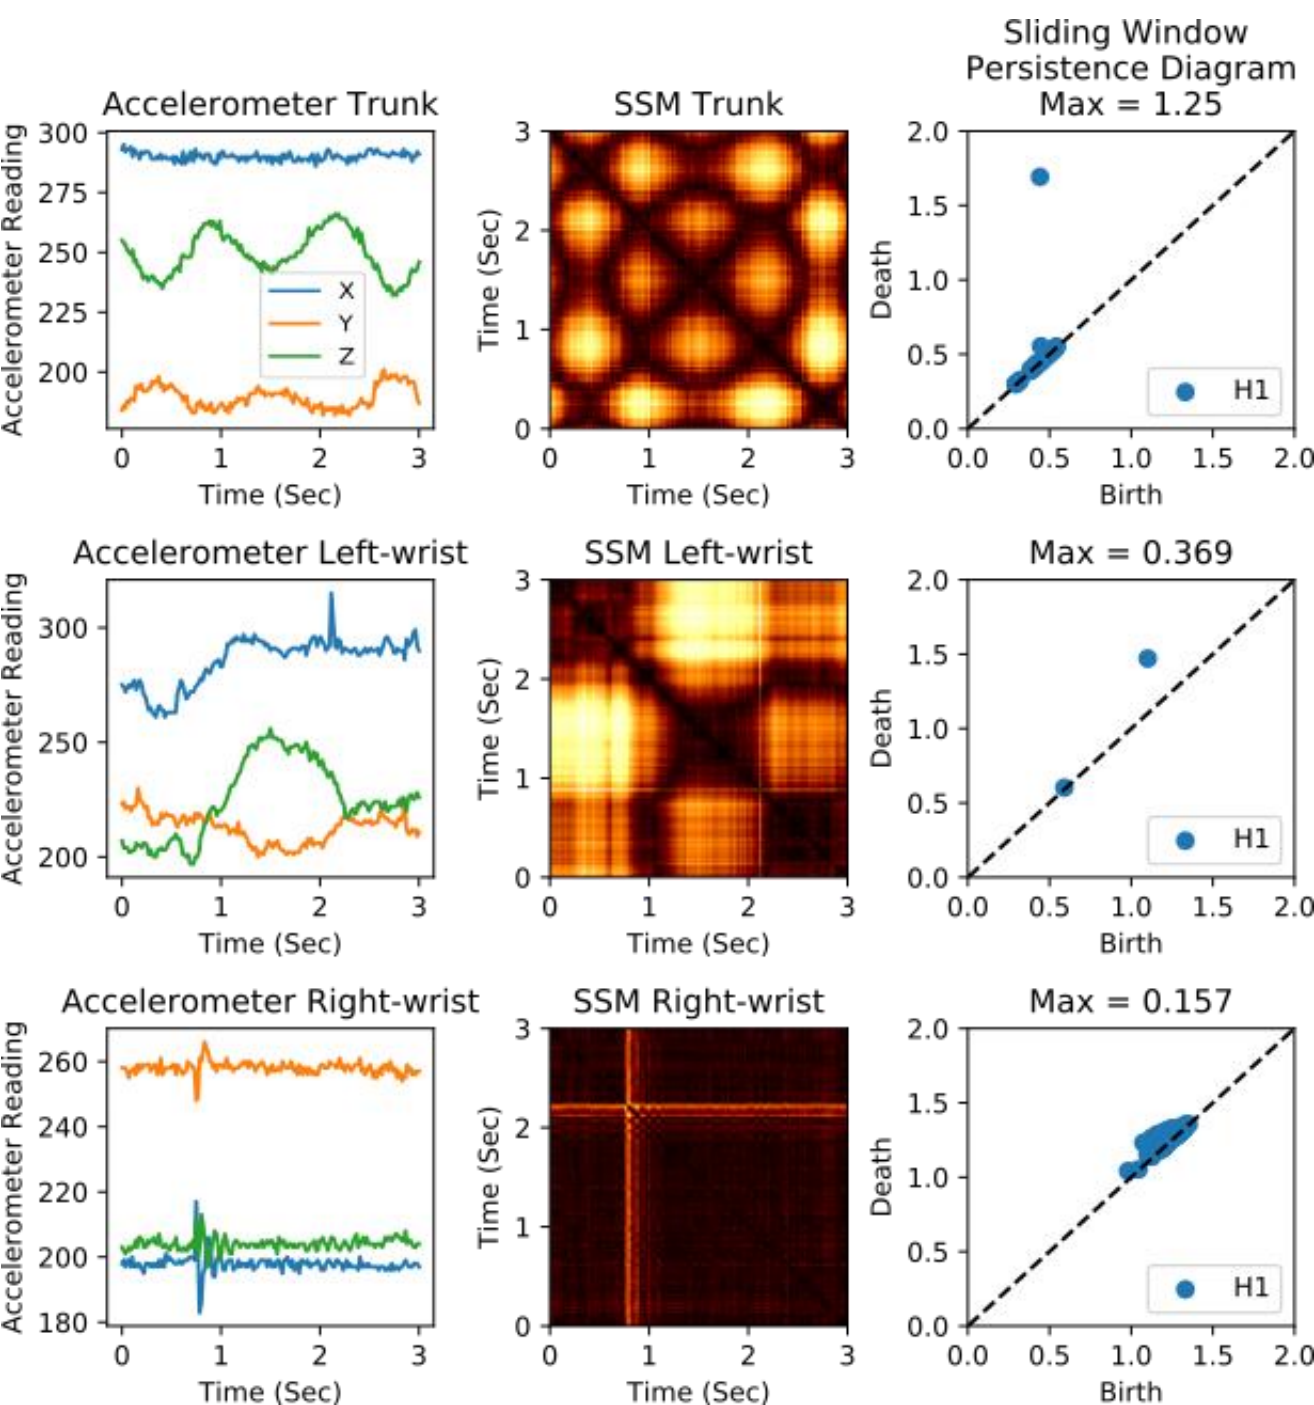 Sliding Window
Persistence Diagram
Accelerometer Trunk SSM Trunk Max = 1.25
Accelerometer Reading
300
275
250
225
200
X
Y
Z
0 1 2 3
Time (Sec)
Time (Sec)
3
2
1
0
0 1 2 3
Time (Sec)
Death
2.0
1.5
1.0
0.5
0.0
H1
0.0 0.5 1.0 1.5 2.0
Birth
Accelerometer Left-wrist SSM Left-wrist Max = 0.369
Accelerometer Reading
300
250
200
0 1 2 3
Time (Sec)
Time (Sec)
3
2
1
0
0 1 2 3
Time (Sec)
Death
2.0
1.5
1.0
0.5
0.0
H1
0.0 0.5 1.0 1.5 2.0
Birth
Accelerometer Right-wrist SSM Right-wrist Max = 0.157
Accelerometer Reading
260
240
220
200
180
0 1 2 3
Time (Sec)
Time (Sec)
3
2
1
0
0 1 2 3
Time (Sec)
Death
2.0
1.5
1.0
0.5
0.0
H1
0.0 0.5 1.0 1.5 2.0
Birth